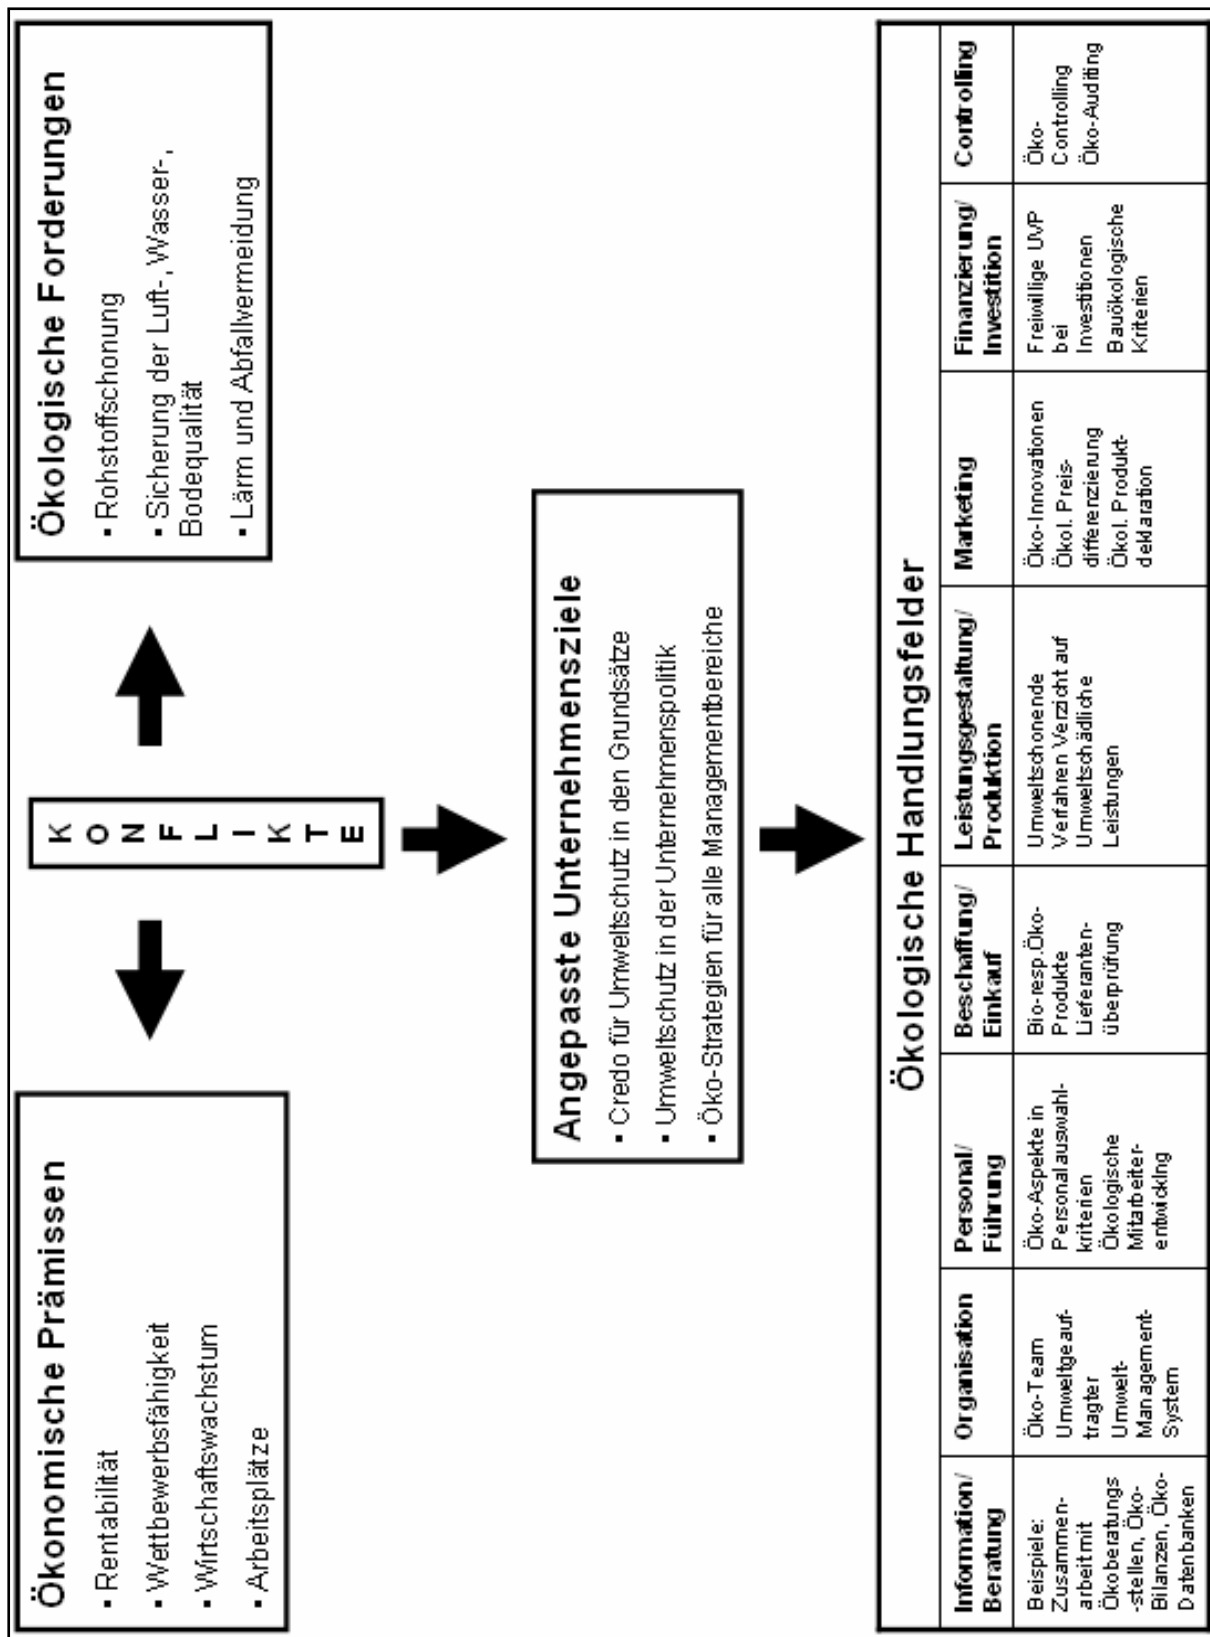 Ökonomische Prämissen
▪ Rentabilität
▪ Wettbewerbsfähigkeit
▪ Wirtschaftswachstum
▪ Arbeitsplätze
K
O
N
F
L
I
K
T
E
Ökologische Forderungen
▪ Rohstoffschonung
▪ Sicherung der Luft-, Wasser-,
Bodequalität
▪ Lärm und Abfallvermeidung
Angepasste Unternehmensziele
▪ Credo für Umweltschutz in den Grundsätze
▪ Umweltschutz in der Unternehmenspolitik
▪ Öko-Strategien für alle Managementbereiche
Ökologische Handlungsfelder
Information/
Beratung
Organisation
Personal/
Führung
Beschaffung/
Einkauf
Leistungsgestaltung/
Produktion
Marketing
Finanzierung/
Investition
Controlling
Beispiele:
Zusammen-
arbeit mit
Ökoberatungs
-stellen, Öko-
Bilanzen, Öko-
Datenbanken
Öko-Team
Umweltgeauf-
tragter
Umwelt-
Management-
System
Öko-Aspekte in
Personalauswahl-
kriterien
Ökologische
Mitarbeiter-
entwicklng
Bio-resp.Öko-
Produkte
Lieferanten-
überprüfung
Umweltschonende
Verfahren Verzicht auf
Umweltschädliche
Leistungen
Öko-Innovationen
Ökol. Preis-
differenzierung
Ökol. Produkt-
deklaration
Freiwillige UVP
bei
Investitionen
Bauökologische
Kriterien
Öko-
Controlling
Öko-Auditing